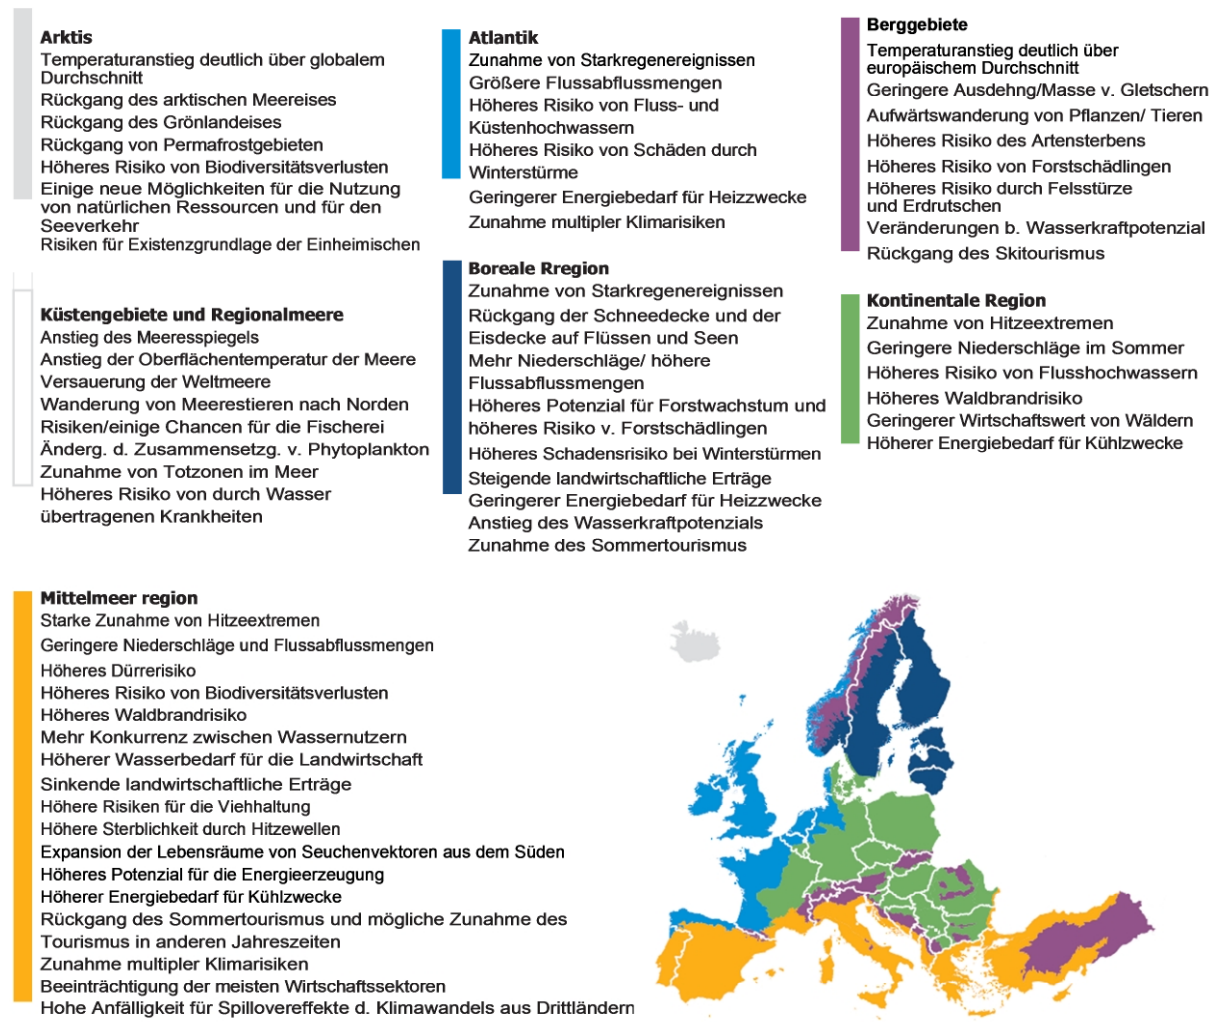 Arktis
Temperaturanstieg deutlich über globalem
Durchschnitt
Rückgang des arktischen Meereises
Rückgang des Grönlandeises
Rückgang von Permafrostgebieten
Höheres Risiko von Biodiversitätsverlusten
Einige neue Möglichkeiten für die Nutzung
von natürlichen Ressourcen und für den
Seeverkehr
Risiken für Existenzgrundlage der Einheimischen
Atlantik
Zunahme von Starkregenereignissen
Größere Flussabflussmengen
Höheres Risiko von Fluss- und
Küstenhochwassern
Höheres Risiko von Schäden durch
Winterstürme
Geringerer Energiebedarf für Heizzwecke
Zunahme multipler Klimarisiken
Berggebiete
Temperaturanstieg deutlich über
europäischem Durchschnitt
Geringere Ausdehng/Masse v. Gletschern
Aufwärtswanderung von Pflanzen/ Tieren
Höheres Risiko des Artensterbens
Höheres Risiko von Forstschädlingen
Höheres Risiko durch Felsstürze
und Erdrutschen
Veränderungen b. Wasserkraftpotenzial
Rückgang des Skitourismus
Küstengebiete und Regionalmeere
Anstieg des Meeresspiegels
Anstieg der Oberflächentemperatur der Meere
Versauerung der Weltmeere
Wanderung von Meerestieren nach Norden
Risiken/einige Chancen für die Fischerei
Änderg. d. Zusammensetzg. v. Phytoplankton
Zunahme von Totzonen im Meer
Höheres Risiko von durch Wasser
übertragenen Krankheiten
Boreale Rregion
Zunahme von Starkregenereignissen
Rückgang der Schneedecke und der
Eisdecke auf Flüssen und Seen
Mehr Niederschläge/ höhere
Flussabflussmengen
Höheres Potenzial für Forstwachstum und
höheres Risiko v. Forstschädlingen
Höheres Schadensrisiko bei Winterstürmen
Steigende landwirtschaftliche Erträge
Geringerer Energiebedarf für Heizzwecke
Anstieg des Wasserkraftpotenzials
Zunahme des Sommertourismus
Kontinentale Region
Zunahme von Hitzeextremen
Geringere Niederschläge im Sommer
Höheres Risiko von Flusshochwassern
Höheres Waldbrandrisiko
Geringerer Wirtschaftswert von Wäldern
Höherer Energiebedarf für Kühlzwecke
Mittelmeer region
Starke Zunahme von Hitzeextremen
Geringere Niederschläge und Flussabflussmengen
Höheres Dürrerisiko
Höheres Risiko von Biodiversitätsverlusten
Höheres Waldbrandrisiko
Mehr Konkurrenz zwischen Wassernutzern
Höherer Wasserbedarf für die Landwirtschaft
Sinkende landwirtschaftliche Erträge
Höhere Risiken für die Viehhaltung
Höhere Sterblichkeit durch Hitzewellen
Expansion der Lebensräume von Seuchenvektoren aus dem Süden
Höheres Potenzial für die Energieerzeugung
Höherer Energiebedarf für Kühlzwecke
Rückgang des Sommertourismus und mögliche Zunahme des
Tourismus in anderen Jahreszeiten
Zunahme multipler Klimarisiken
Beeinträchtigung der meisten Wirtschaftssektoren
Hohe Anfälligkeit für Spillovereffekte d. Klimawandels aus Drittländern